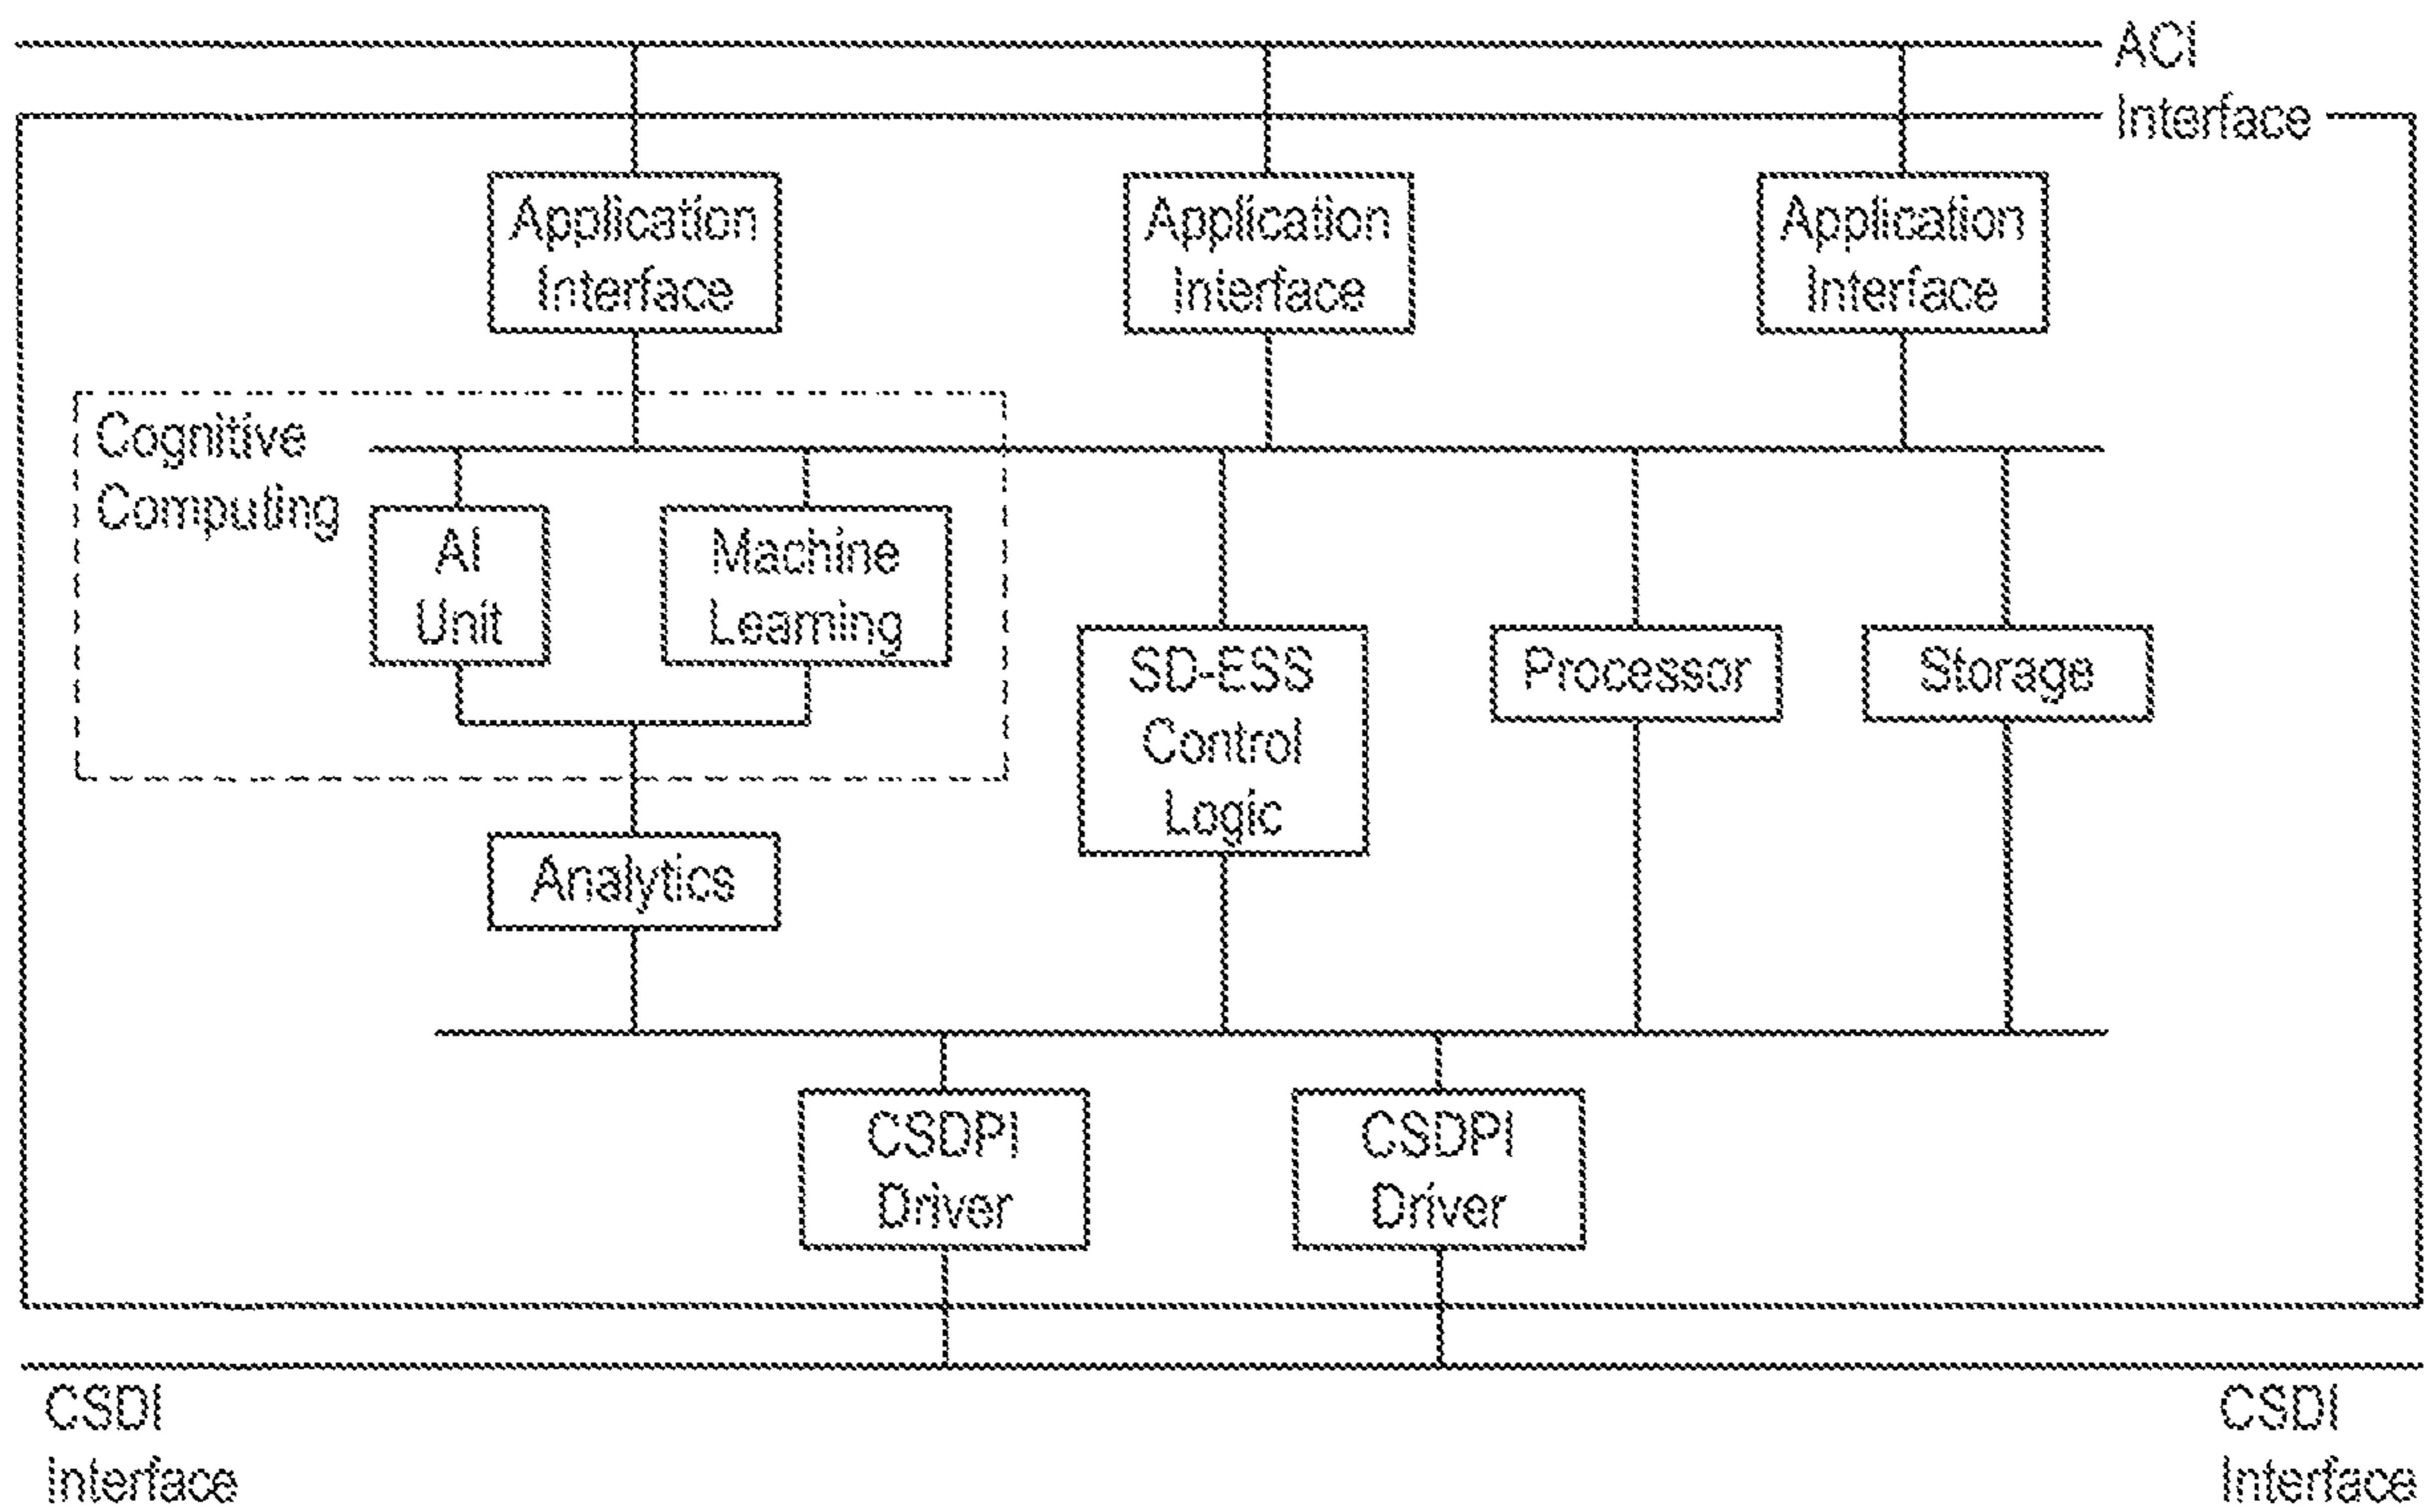 ACI
Interface
Application
Interface
Application
Interface
Application
Interface
Cognitive
Computing
AI
Unit
Machine
Learning
SD-ESS
Control
Logic
Processor
Storage
Analytics
CSDPI
Driver
CSDPI
Driver
CSDI
Interface
CSDI
Interface